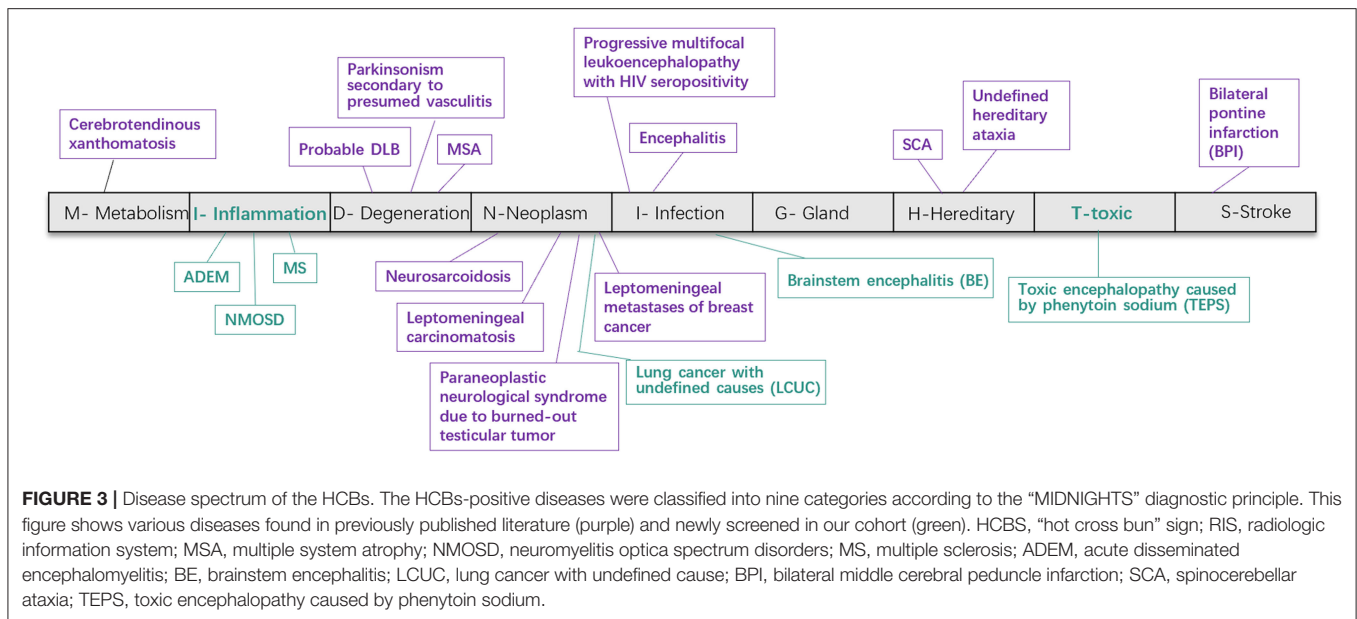 Progressive multifocal
leukoencephalopathy
with HIV seropositivity
Parkinsonism
secondary to
presumed vasculitis
Bilateral
pontine
infarction
(BPI)
Undefined
hereditary
ataxia
Cerebrotendinous
xanthomatosis
Probable DLB
MSA
Encephalitis
SCA
M- Metabolism
I- Inflammation
D- Degeneration
N-Neoplasm
I- Infection
G- Gland
H-Hereditary
T-toxic
S-Stroke
ADEM
MS
NMOSD
Neurosarcoidosis
Leptomeningeal
carcinomatosis
Paraneoplastic
neurological syndrome
due to burned-out
testicular tumor
Leptomeningeal
metastases of breast
cancer
Lung cancer with
undefined causes (LCUC)
Brainstem encephalitis (BE)
Toxic encephalopathy caused
by phenytoin sodium (TEPS)
FIGURE 3 | Disease spectrum of the HCBs. The HCBs-positive diseases were classified into nine categories according to the “MIDNIGHTS” diagnostic principle. This
figure shows various diseases found in previously published literature (purple) and newly screened in our cohort (green). HCBS, “hot cross bun” sign; RIS, radiologic
information system; MSA, multiple system atrophy; NMOSD, neuromyelitis optica spectrum disorders; MS, multiple sclerosis; ADEM, acute disseminated
encephalomyelitis; BE, brainstem encephalitis; LCUC, lung cancer with undefined cause; BPI, bilateral middle cerebral peduncle infarction; SCA, spinocerebellar
ataxia; TEPS, toxic encephalopathy caused by phenytoin sodium.